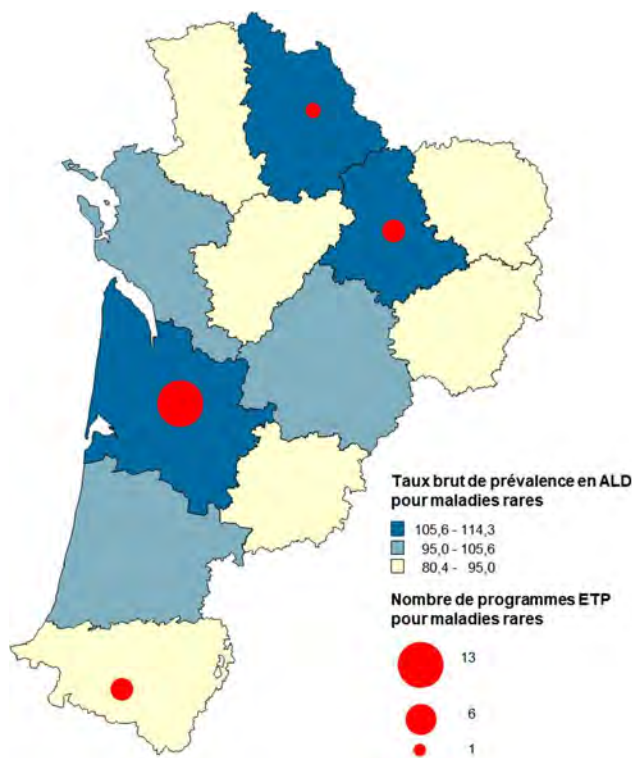 Taux brut de prévalence en ALD
pour maladies rares
105,6 - 114,3
95,0 - 105,6
80,4 - 95,0
Nombre de programmes ETP
pour maladies rares
13
6
1